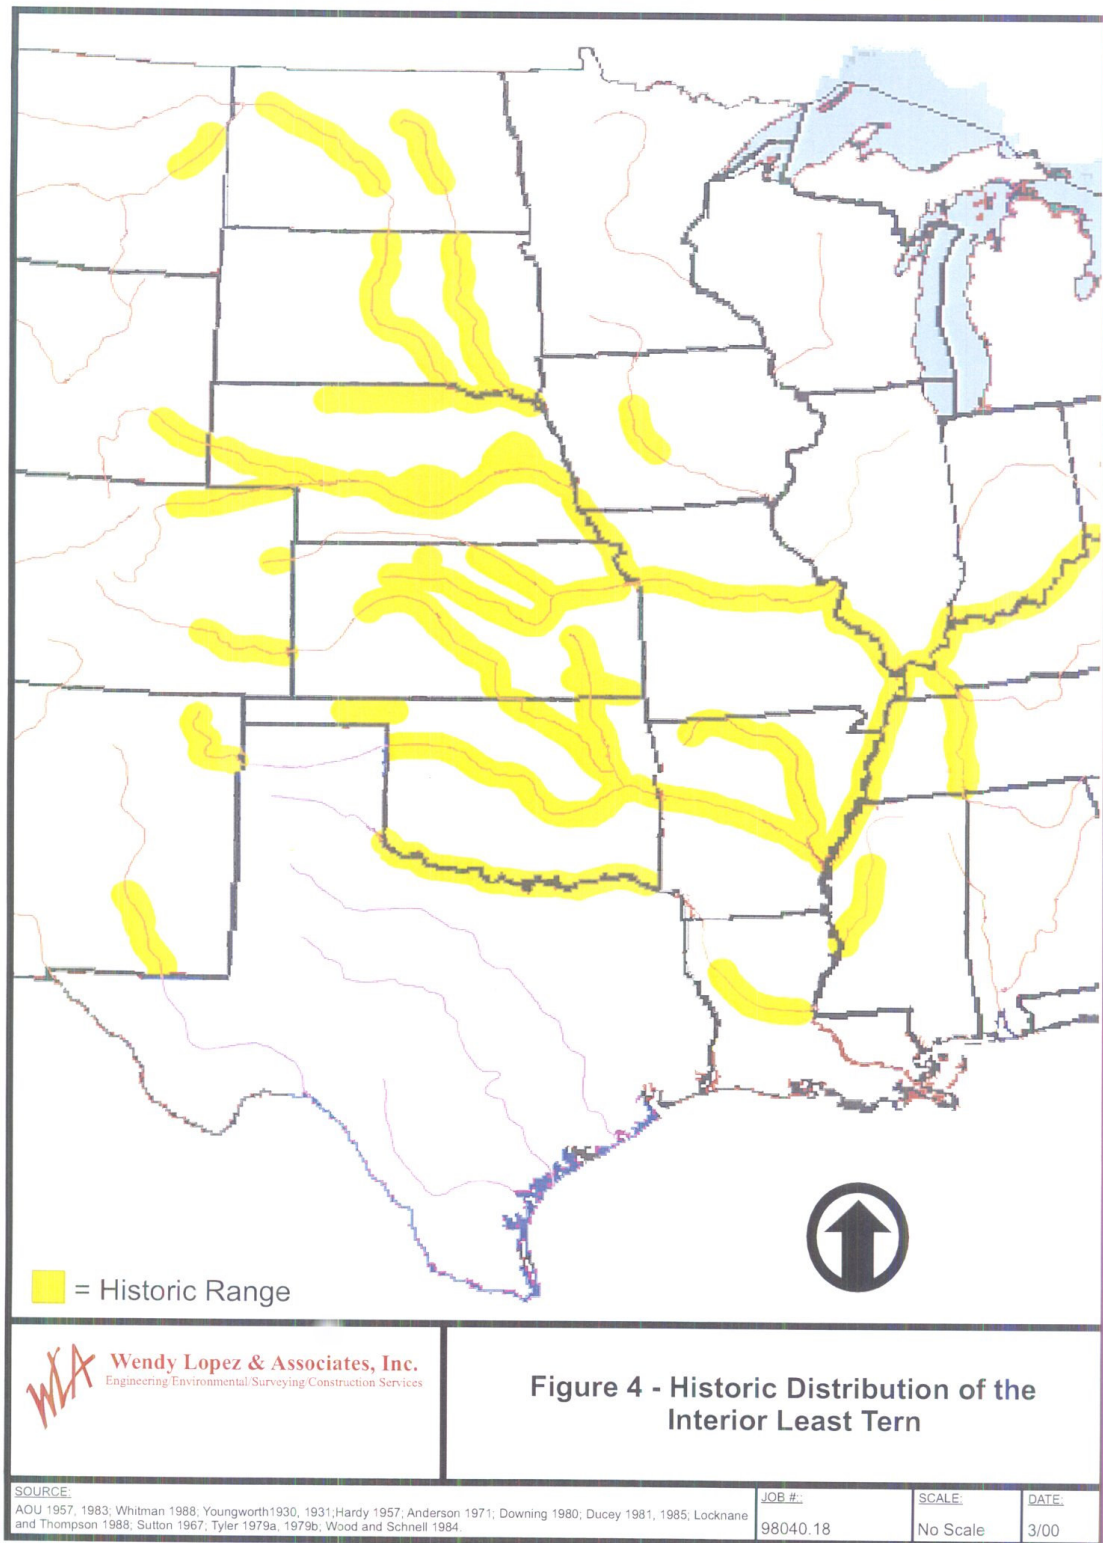 = Historic Range
WLA
Wendy Lopez & Associates, Inc.
Engineering/Environmental/Surveying/Construction Services
Figure 4 - Historic Distribution of the
Interior Least Tern
SOURCE:
AOU 1957, 1983; Whitman 1988; Youngworth1930, 1931;Hardy 1957; Anderson 1971; Downing 1980; Ducey 1981, 1985; Locknane
and Thompson 1988; Sutton 1967; Tyler 1979a, 1979b; Wood and Schnell 1984.
JOB #:
98040.18
SCALE:
No Scale
DATE:
3/00